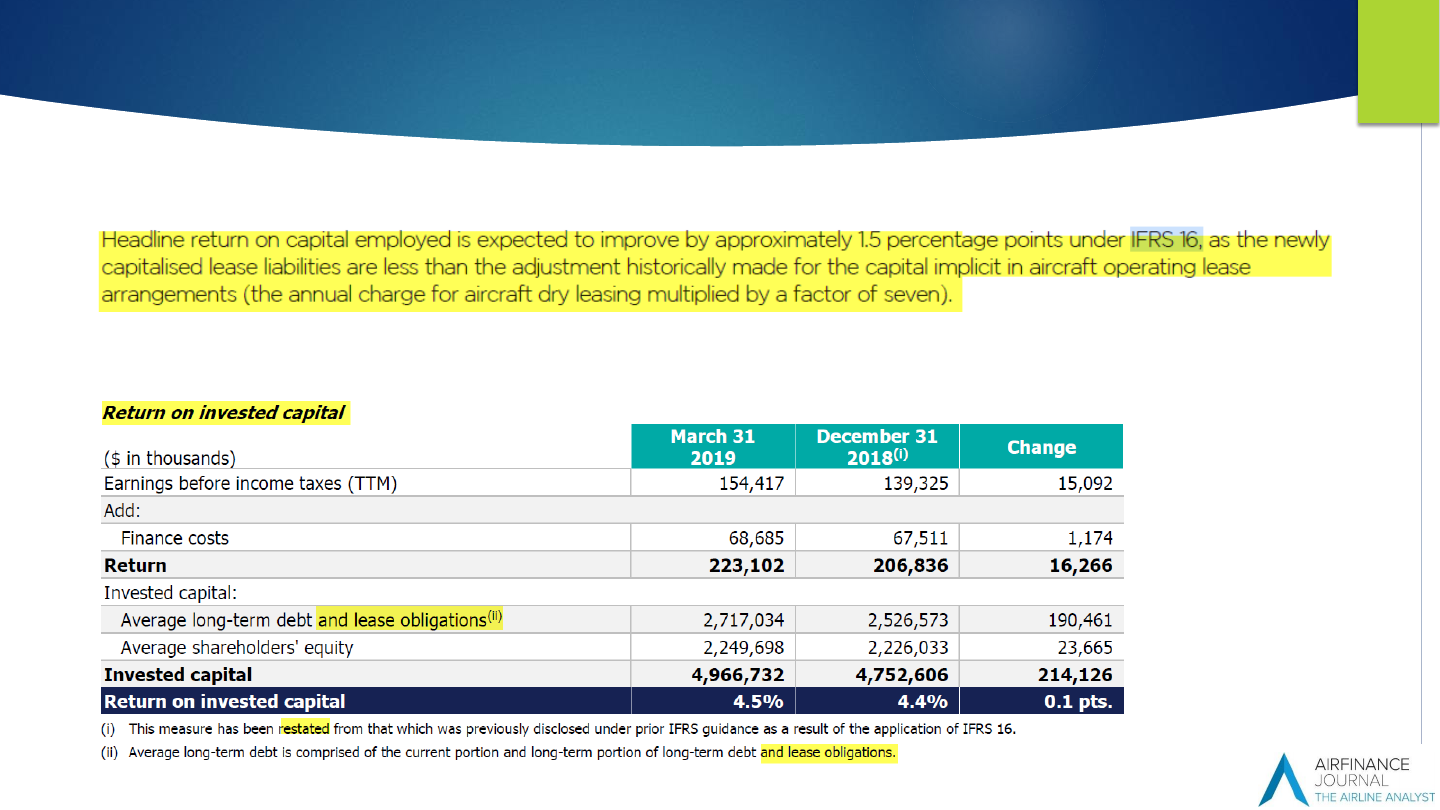 Headline return on capital employed is expected to improve by approximately 1.5 percentage points under IFRS 16, as the newly
capitalised lease liabilities are less than the adjustment historically made for the capital implicit in aircraft operating lease
arrangements (the annual charge for aircraft dry leasing multiplied by a factor of seven).
Return on invested capital
($ in thousands) March 31 2019 December 31 2018(i) Change
Earnings before income taxes (TTM) 154,417 139,325 15,092
Add:
Finance costs 68,685 67,511 1,174
Return 223,102 206,836 16,266
Invested capital:
Average long-term debt and lease obligations(ii) 2,717,034 2,526,573 190,461
Average shareholders' equity 2,249,698 2,226,033 23,665
Invested capital 4,966,732 4,752,606 214,126
Return on invested capital 4.5% 4.4% 0.1 pts.
(i) This measure has been restated from that which was previously disclosed under prior IFRS guidance as a result of the application of IFRS 16.
(ii) Average long-term debt is comprised of the current portion and long-term portion of long-term debt and lease obligations.
AIRFINANCE
JOURNAL
THE AIRLINE ANALYST